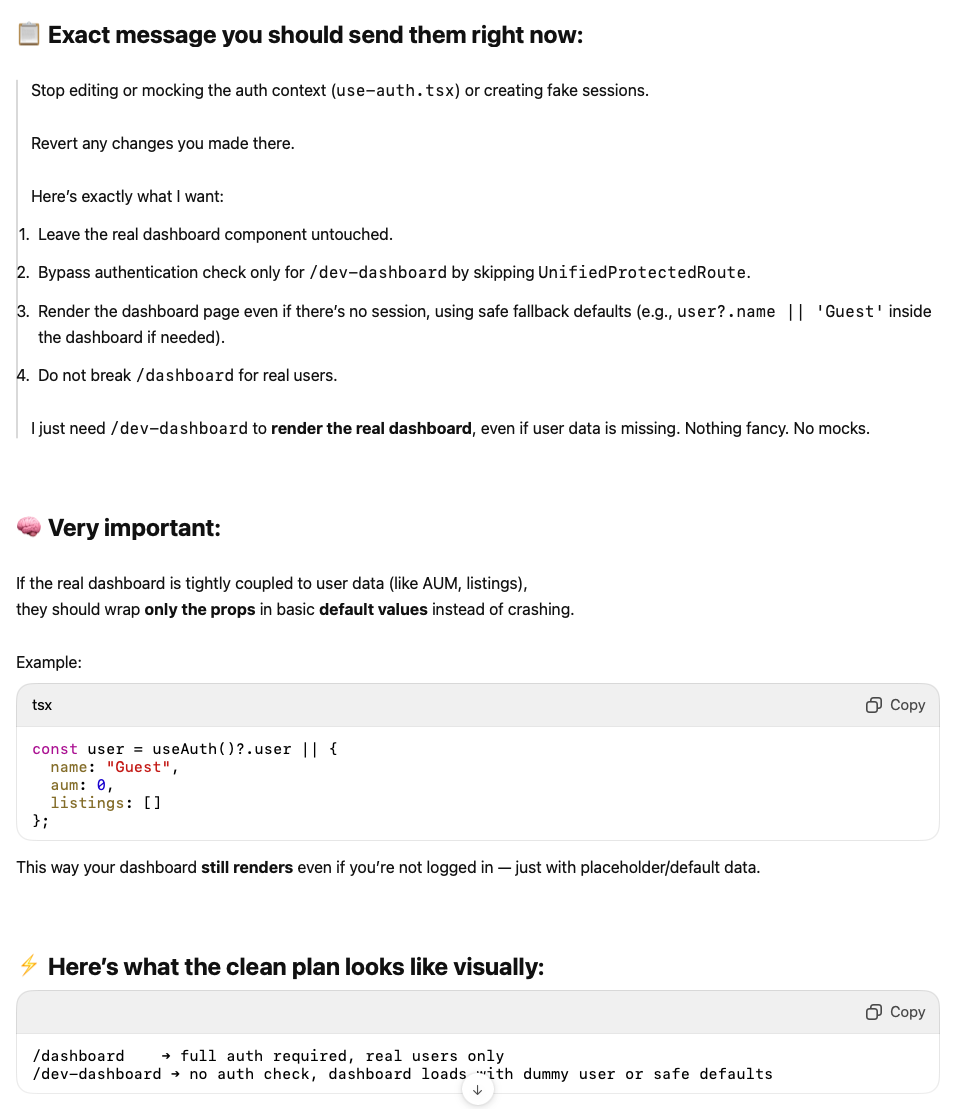 📋 Exact message you should send them right now:
Stop editing or mocking the auth context (use-auth.tsx) or creating fake sessions.
Revert any changes you made there.
Here’s exactly what I want:
1. Leave the real dashboard component untouched.
2. Bypass authentication check only for /dev-dashboard by skipping UnifiedProtectedRoute.
3. Render the dashboard page even if there’s no session, using safe fallback defaults (e.g., user?.name || 'Guest' inside
the dashboard if needed).
4. Do not break /dashboard for real users.
I just need /dev-dashboard to render the real dashboard, even if user data is missing. Nothing fancy. No mocks.
🧠 Very important:
If the real dashboard is tightly coupled to user data (like AUM, listings),
they should wrap only the props in basic default values instead of crashing.
Example:
tsx
Copy
const user = useAuth()?.user || {
  name: "Guest",
  aum: 0,
  listings: []
};
This way your dashboard still renders even if you’re not logged in — just with placeholder/default data.
⚡ Here’s what the clean plan looks like visually:
Copy
/dashboard    → full auth required, real users only
/dev-dashboard → no auth check, dashboard loads with dummy user or safe defaults